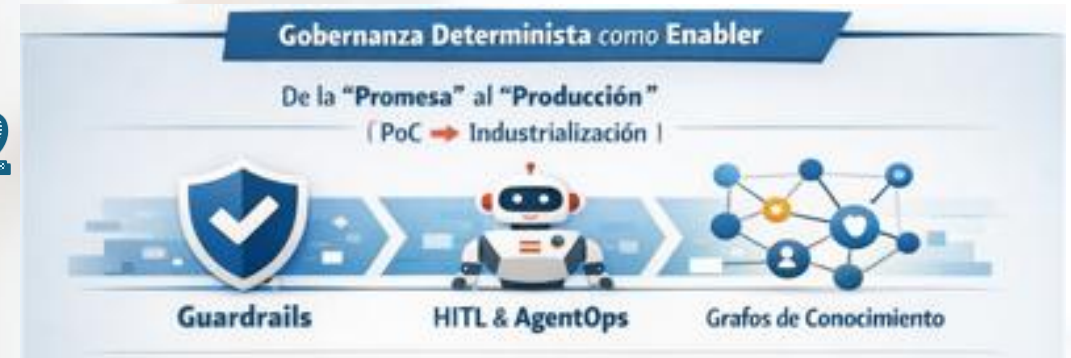 Gobernanza Determinista como Enabler
De la "Promesa" al "Producción"
( PoC ➡ Industrialización )
Guardrails
HITL & AgentOps
Grafos de Conocimiento